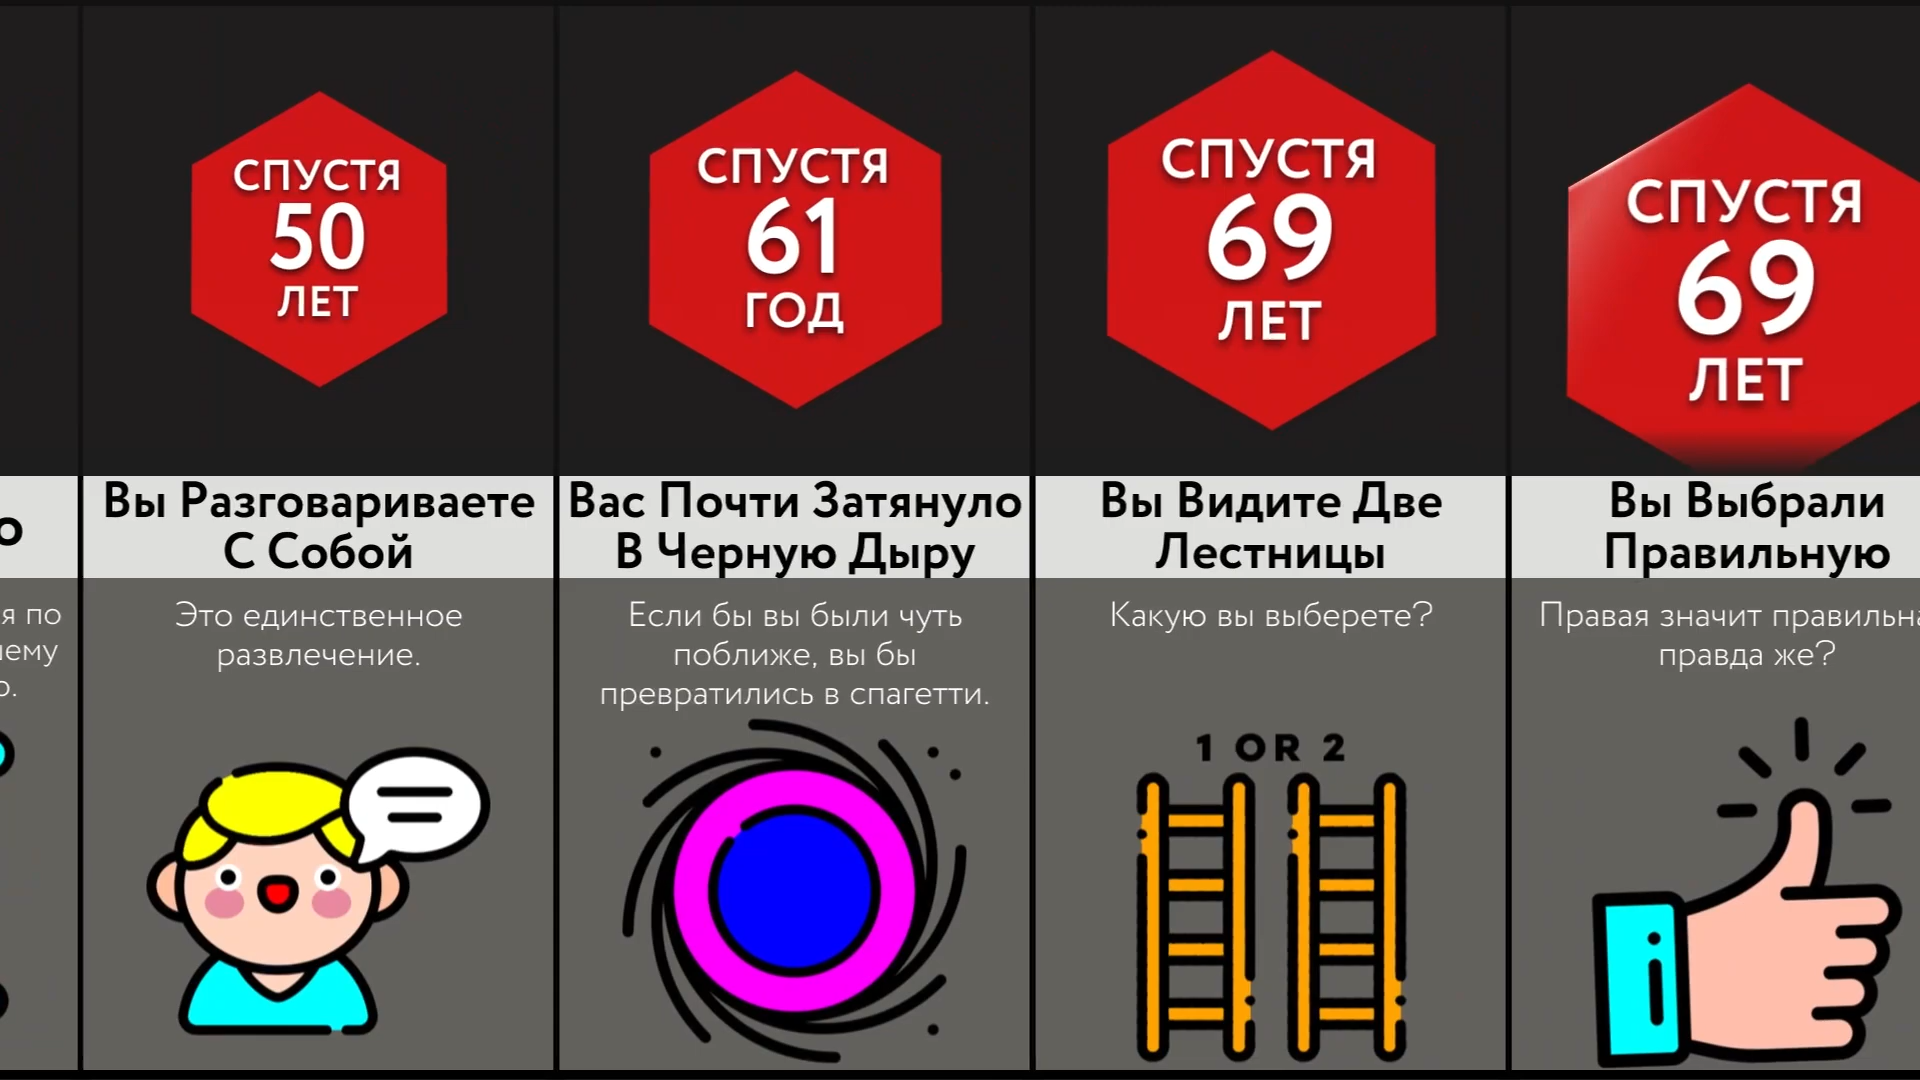 СПУСТЯ
50
ЛЕТ
Вы Разговариваете
С Собой
Это единственное
развлечение.
СПУСТЯ
61
ГОД
Вас Почти Затянуло
В Черную Дыру
Если бы вы были чуть
поближе, вы бы
превратились в спагетти.
СПУСТЯ
69
ЛЕТ
Вы Видите Две
Лестницы
Какую вы выберете?
1 OR 2
СПУСТЯ
69
ЛЕТ
Вы Выбрали
Правильную
Правая значит
правда же?